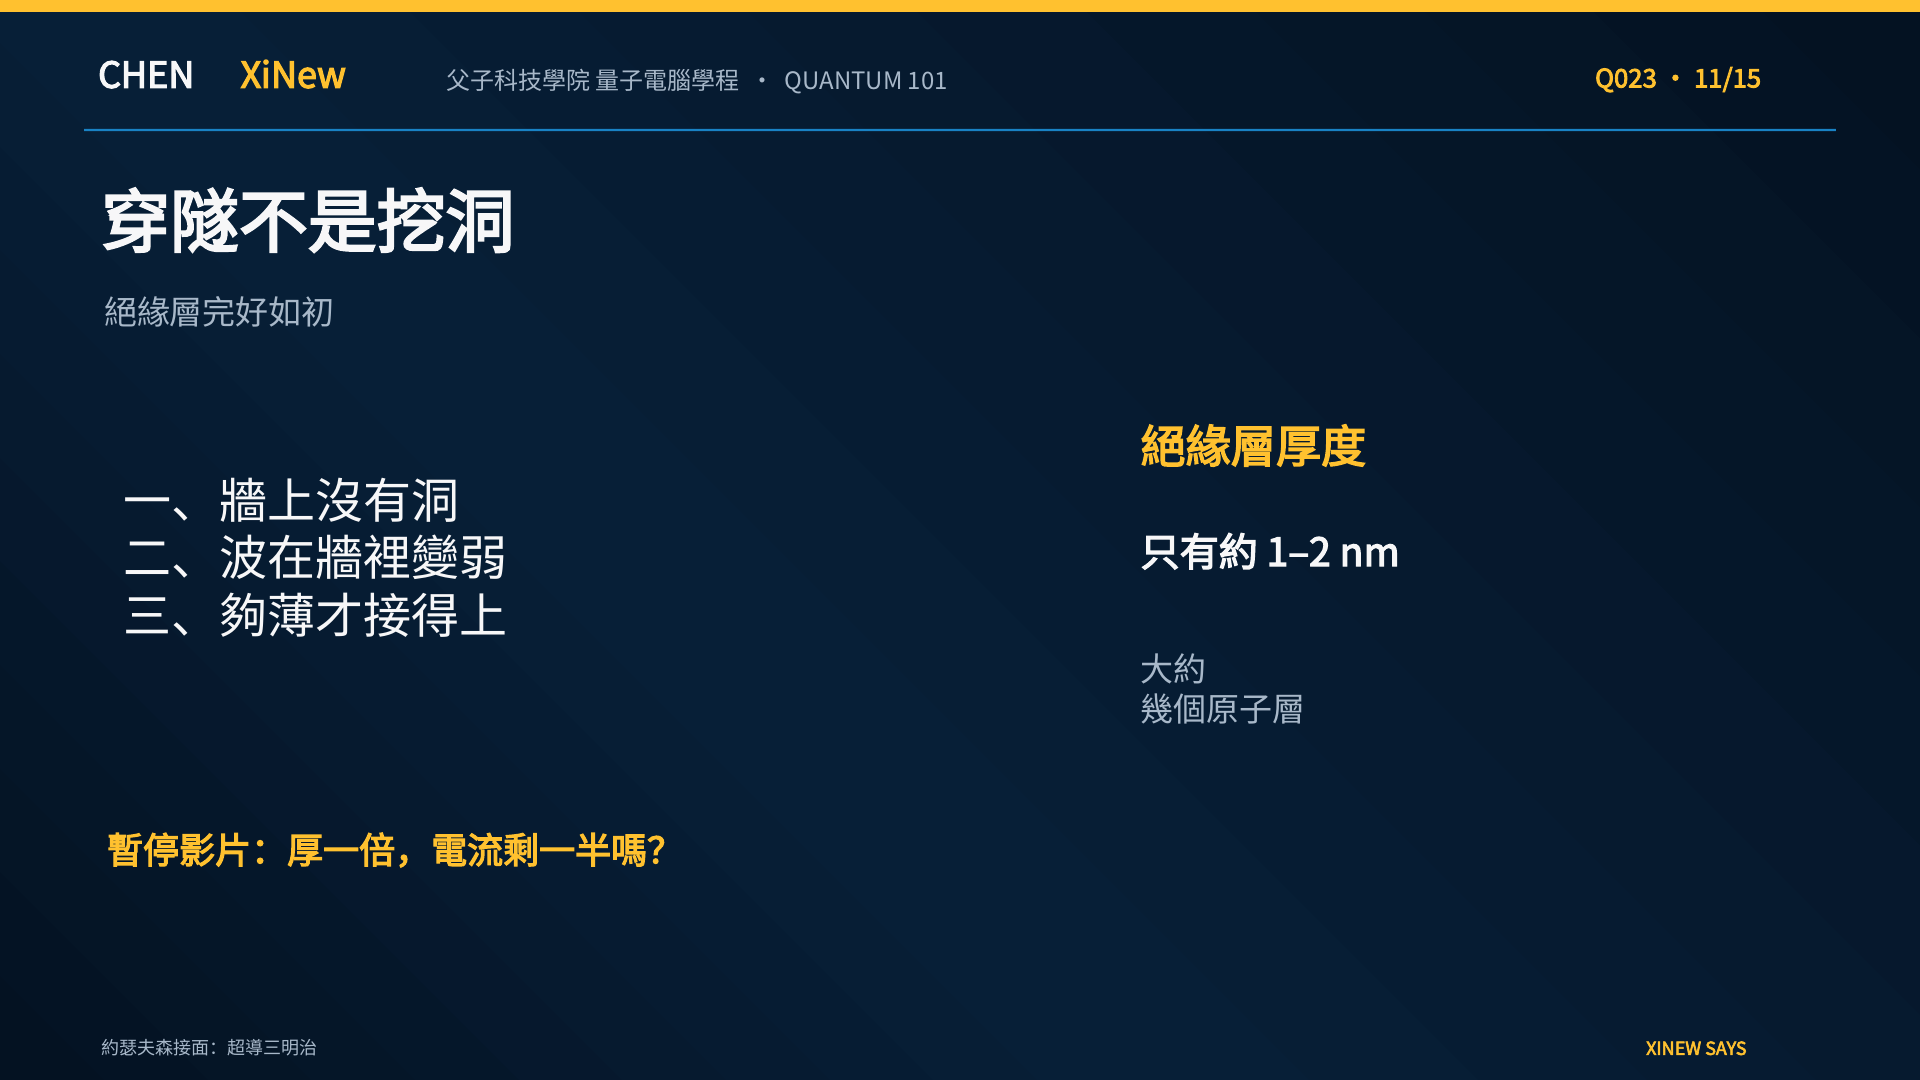 CHEN XiNew 父子科技學院 量子電腦學程 · QUANTUM 101 Q023 · 11/15
穿隧不是挖洞
絕緣層完好如初
一、牆上沒有洞
二、波在牆裡變弱
三、夠薄才接得上
絕緣層厚度
只有約 1–2 nm
大約
幾個原子層
暫停影片：厚一倍，電流剩一半嗎？
約瑟夫森接面：超導三明治
XINEW SAYS